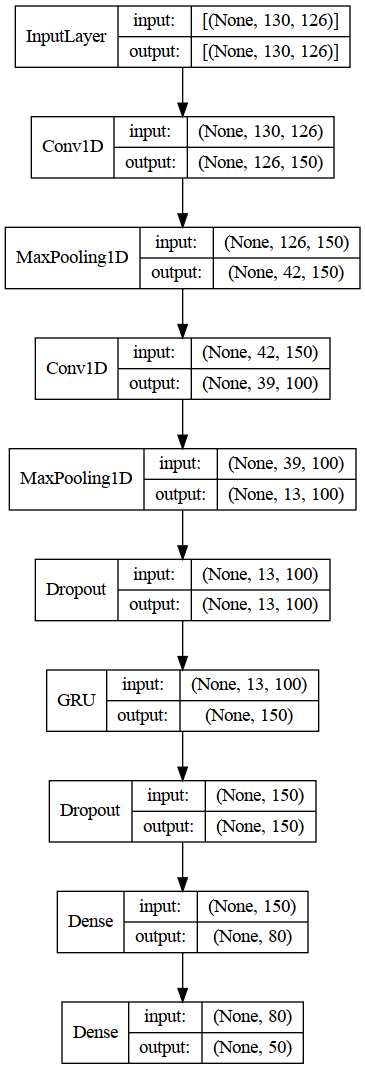 InputLayer input: [(None, 130, 126)]
output: [(None, 130, 126)]
Conv1D input: (None, 130, 126)
output: (None, 126, 150)
MaxPooling1D input: (None, 126, 150)
output: (None, 42, 150)
Conv1D input: (None, 42, 150)
output: (None, 39, 100)
MaxPooling1D input: (None, 39, 100)
output: (None, 13, 100)
Dropout input: (None, 13, 100)
output: (None, 13, 100)
GRU input: (None, 13, 100)
output: (None, 150)
Dropout input: (None, 150)
output: (None, 150)
Dense input: (None, 150)
output: (None, 80)
Dense input: (None, 80)
output: (None, 50)